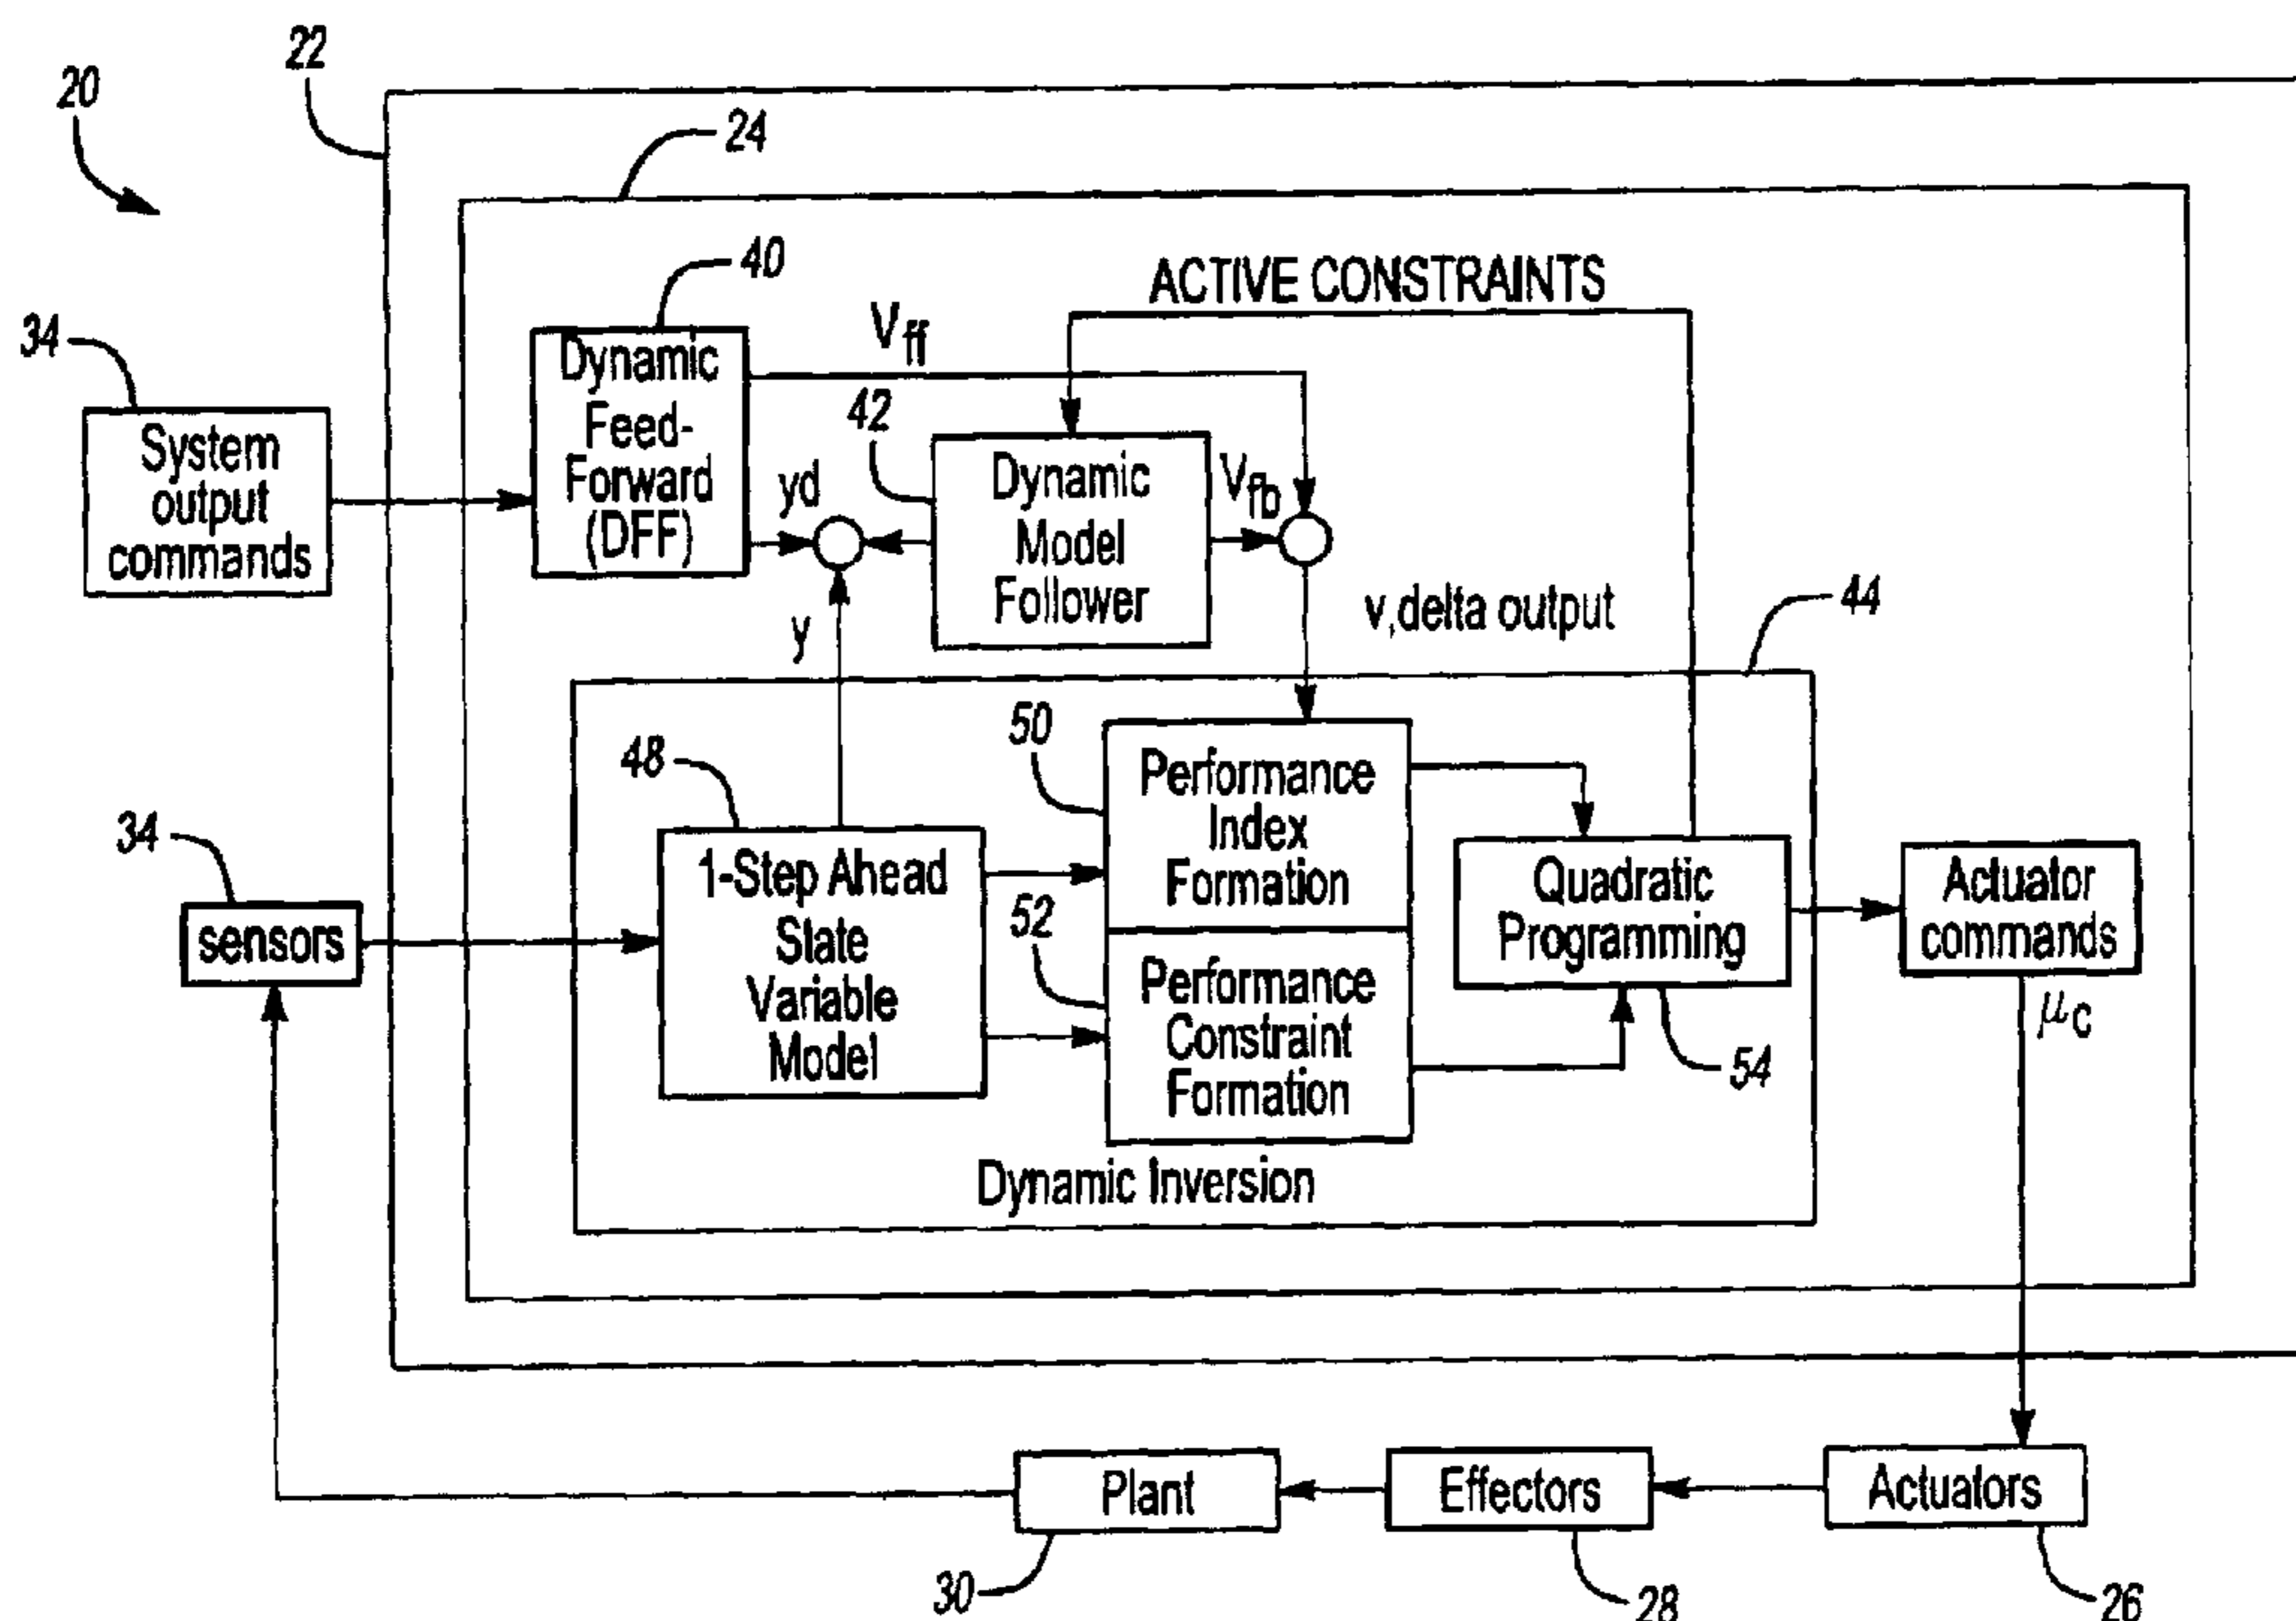 22
20
24
40
ACTIVE CONSTRAINTS
34
Vff
Dynamic
Feed-
Forward
(DFF)
42
System
output
commands
yd
Dynamic
Model
Follower
Vfb
y
v,delta output
44
50
48
Performance
Index
Formation
34
sensors
1-Step Ahead
Slate
Variable
Model
52
Quadratic
Programming
Actuator
commands
Performance
Constraint
Formation
μc
54
Dynamic Inversion
Plant
Effectors
Actuators
30
28
26